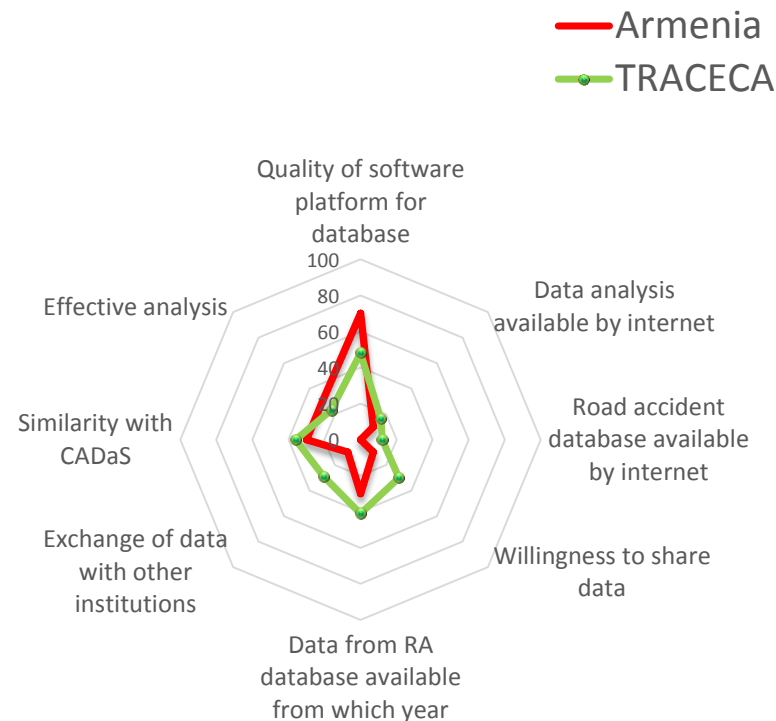 Armenia
TRACECA
Quality of software
platform for
database
100
80
60
40
20
0
Data analysis
available by internet
Road accident
database available
by internet
Willingness to share
data
Data from RA
database available
from which year
Exchange of data
with other
institutions
Similarity with
CADaS
Effective analysis